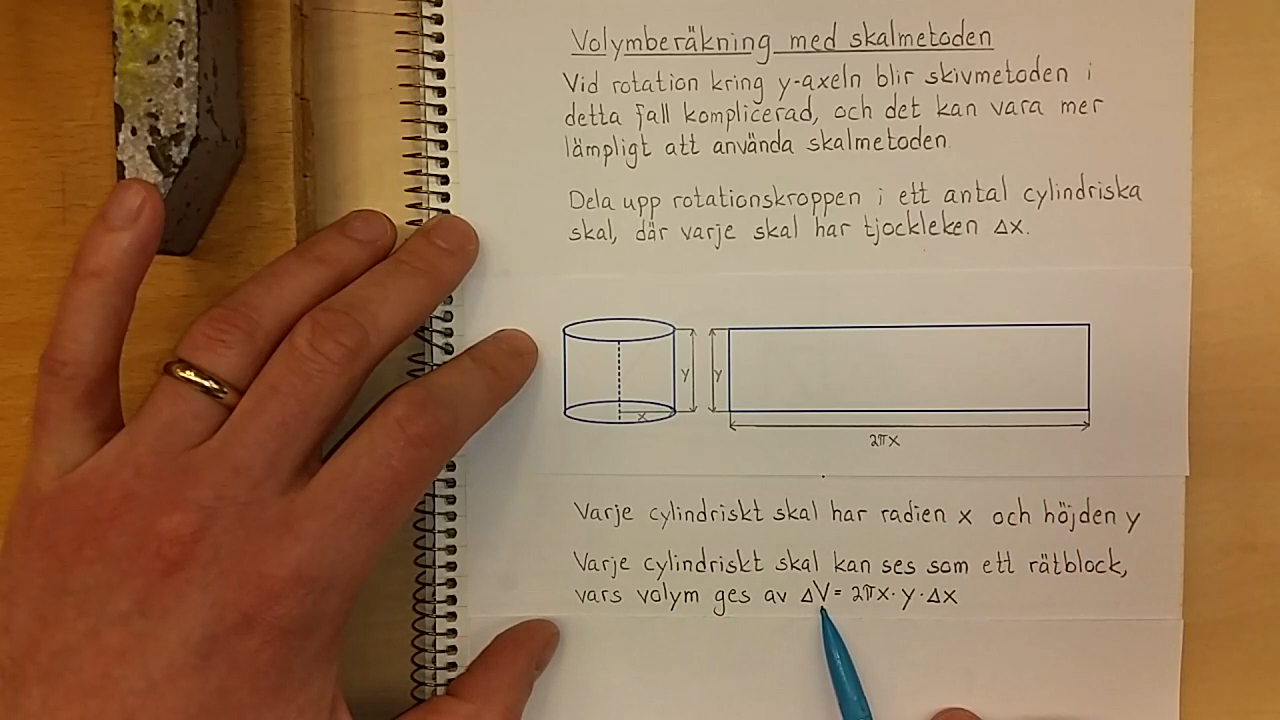 Volymberäkning med skalmetoden
Vid rotation kring y-axeln blir skivmetoden i
detta fall komplicerad, och det kan vara mer
lämpligt att använda skalmetoden
Dela upp rotationskroppen i ett antal cylindriska
skal, där varje skal har tjockleken Δx.
y
y
x
2πx
Varje cylindriskt skal har radien x och höjden y
Varje cylindriskt skal kan ses som ett rätblock,
vars volym ges av ΔV = 2πx · y · Δx